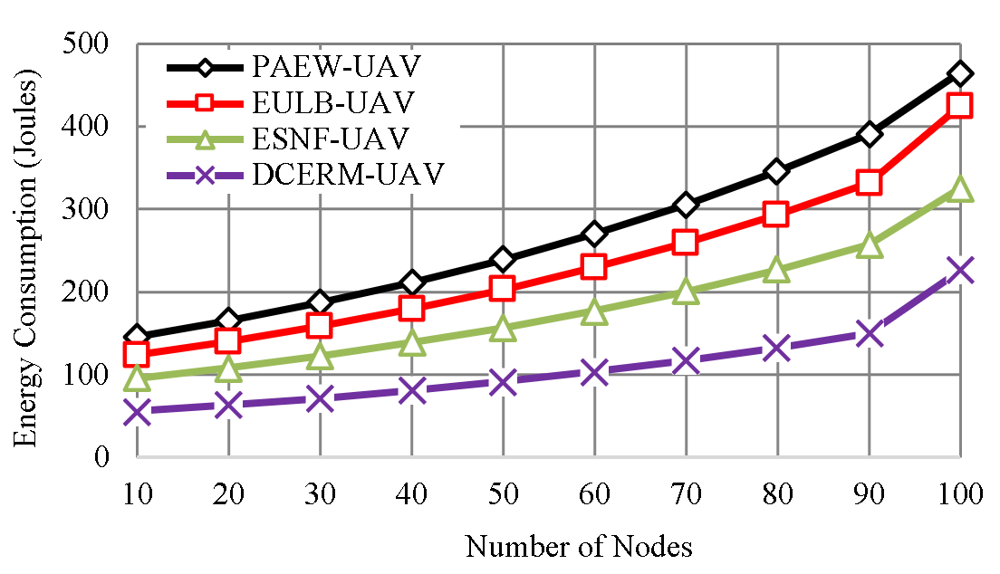 500
400
300
200
100
0
Energy Consumption (Joules)
PAEW-UAV
EULB-UAV
ESNF-UAV
DCERM-UAV
10 20 30 40 50 60 70 80 90 100
Number of Nodes